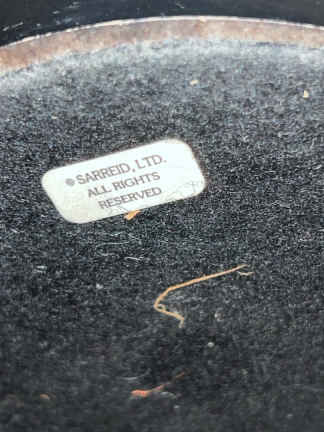 © SARREID, LTD.
ALL RIGHTS
RESERVED